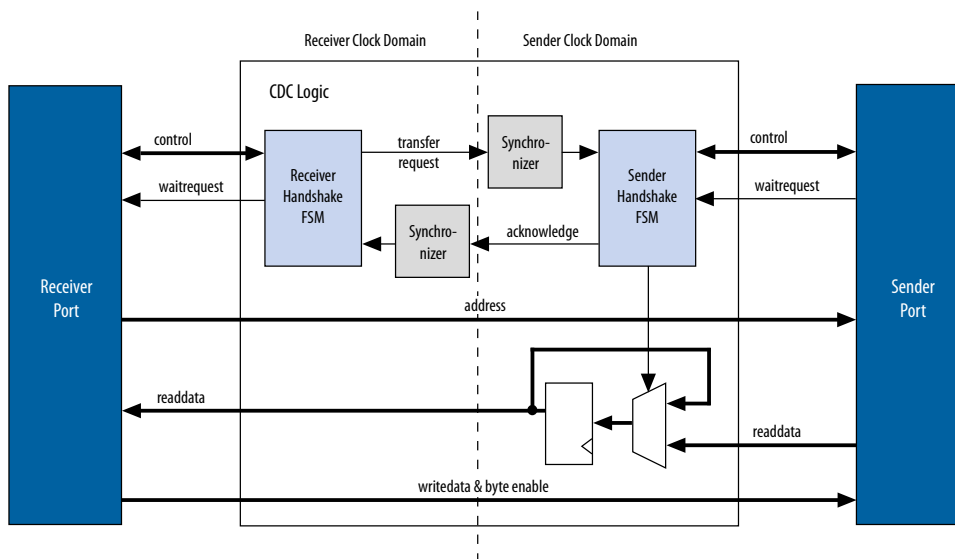 Receiver Clock Domain
Sender Clock Domain
CDC Logic
control
waitrequest
Receiver
Handshake
FSM
transfer
request
Synchro-
nizer
Sender
Handshake
FSM
control
waitrequest
Synchro-
nizer
acknowledge
Receiver
Port
Sender
Port
address
readdata
readdata
writedata & byte enable